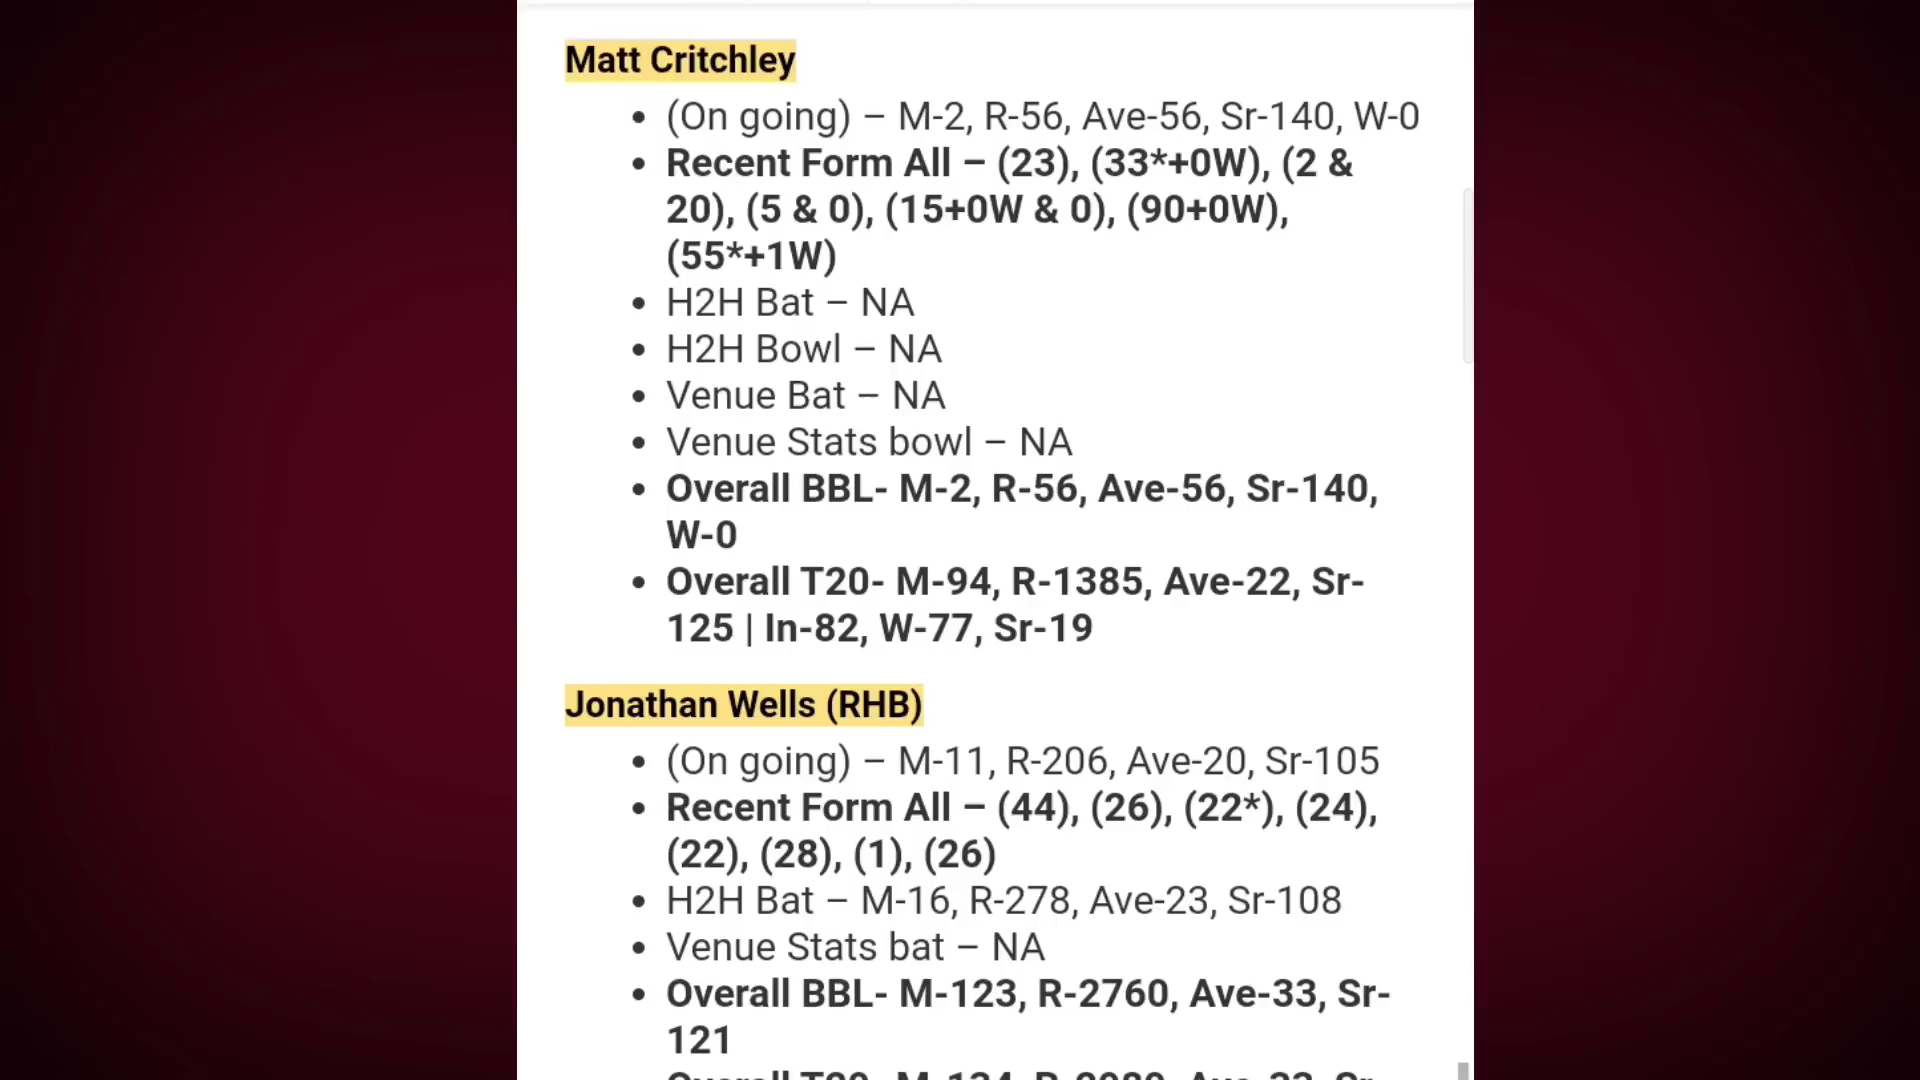 Matt Critchley
• (On going) – M-2, R-56, Ave-56, Sr-140, W-0
• Recent Form All – (23), (33*+0W), (2 &
20), (5 & 0), (15+0W & 0), (90+0W),
(55*+1W)
• H2H Bat – NA
• H2H Bowl – NA
• Venue Bat – NA
• Venue Stats bowl – NA
• Overall BBL- M-2, R-56, Ave-56, Sr-140,
W-0
• Overall T20- M-94, R-1385, Ave-22, Sr-
125 | In-82, W-77, Sr-19
Jonathan Wells (RHB)
• (On going) – M-11, R-206, Ave-20, Sr-105
• Recent Form All – (44), (26), (22*), (24),
(22), (28), (1), (26)
• H2H Bat – M-16, R-278, Ave-23, Sr-108
• Venue Stats bat – NA
• Overall BBL- M-123, R-2760, Ave-33, Sr-
121